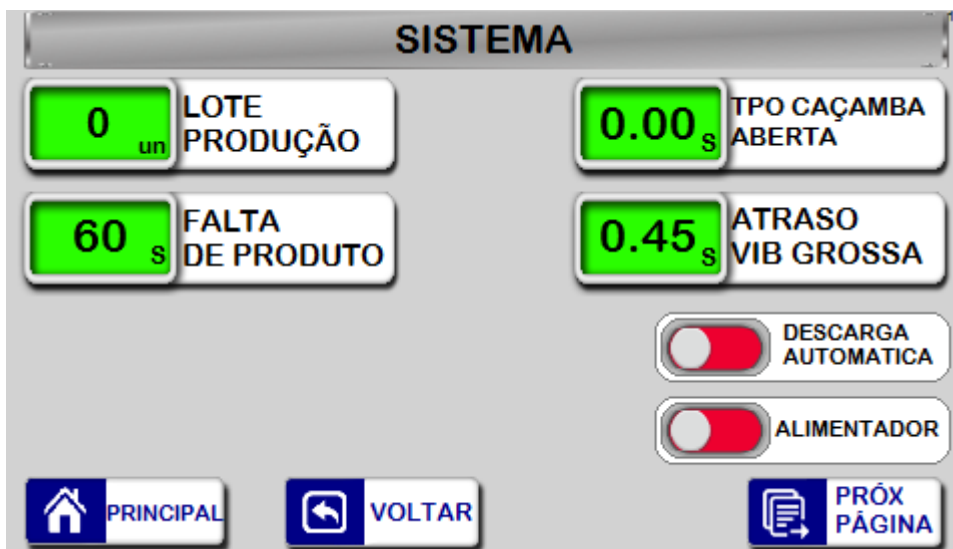 SISTEMA
0 un
LOTE
PRODUÇÃO
0.00 s
TPO CAÇAMBA
ABERTA
60 s
FALTA
DE PRODUTO
0.45 s
ATRASO
VIB GROSSA
DESCARGA
AUTOMATICA
ALIMENTADOR
PRINCIPAL
VOLTAR
PRÓX
PÁGINA